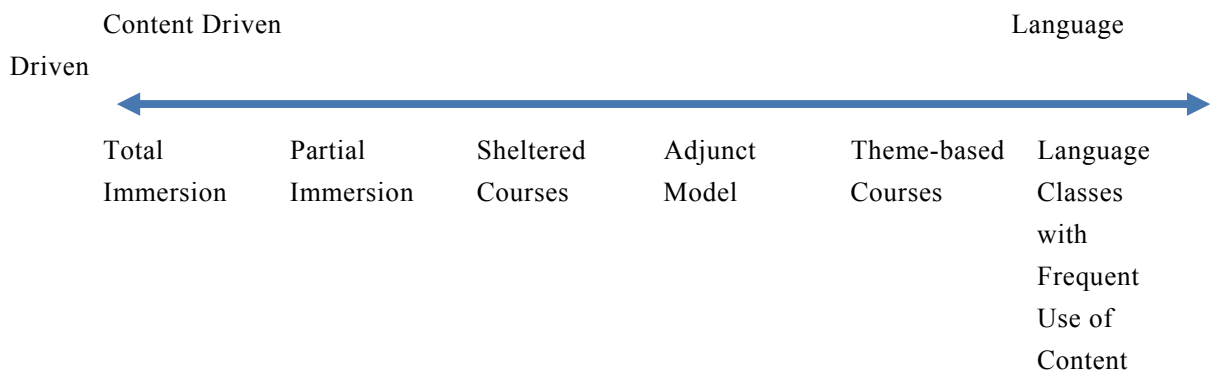 Content Driven Language
Driven
Total Partial Sheltered Adjunct Theme-based Language
Immersion Immersion Courses Model Courses Classes
with
Frequent
Use of
Content